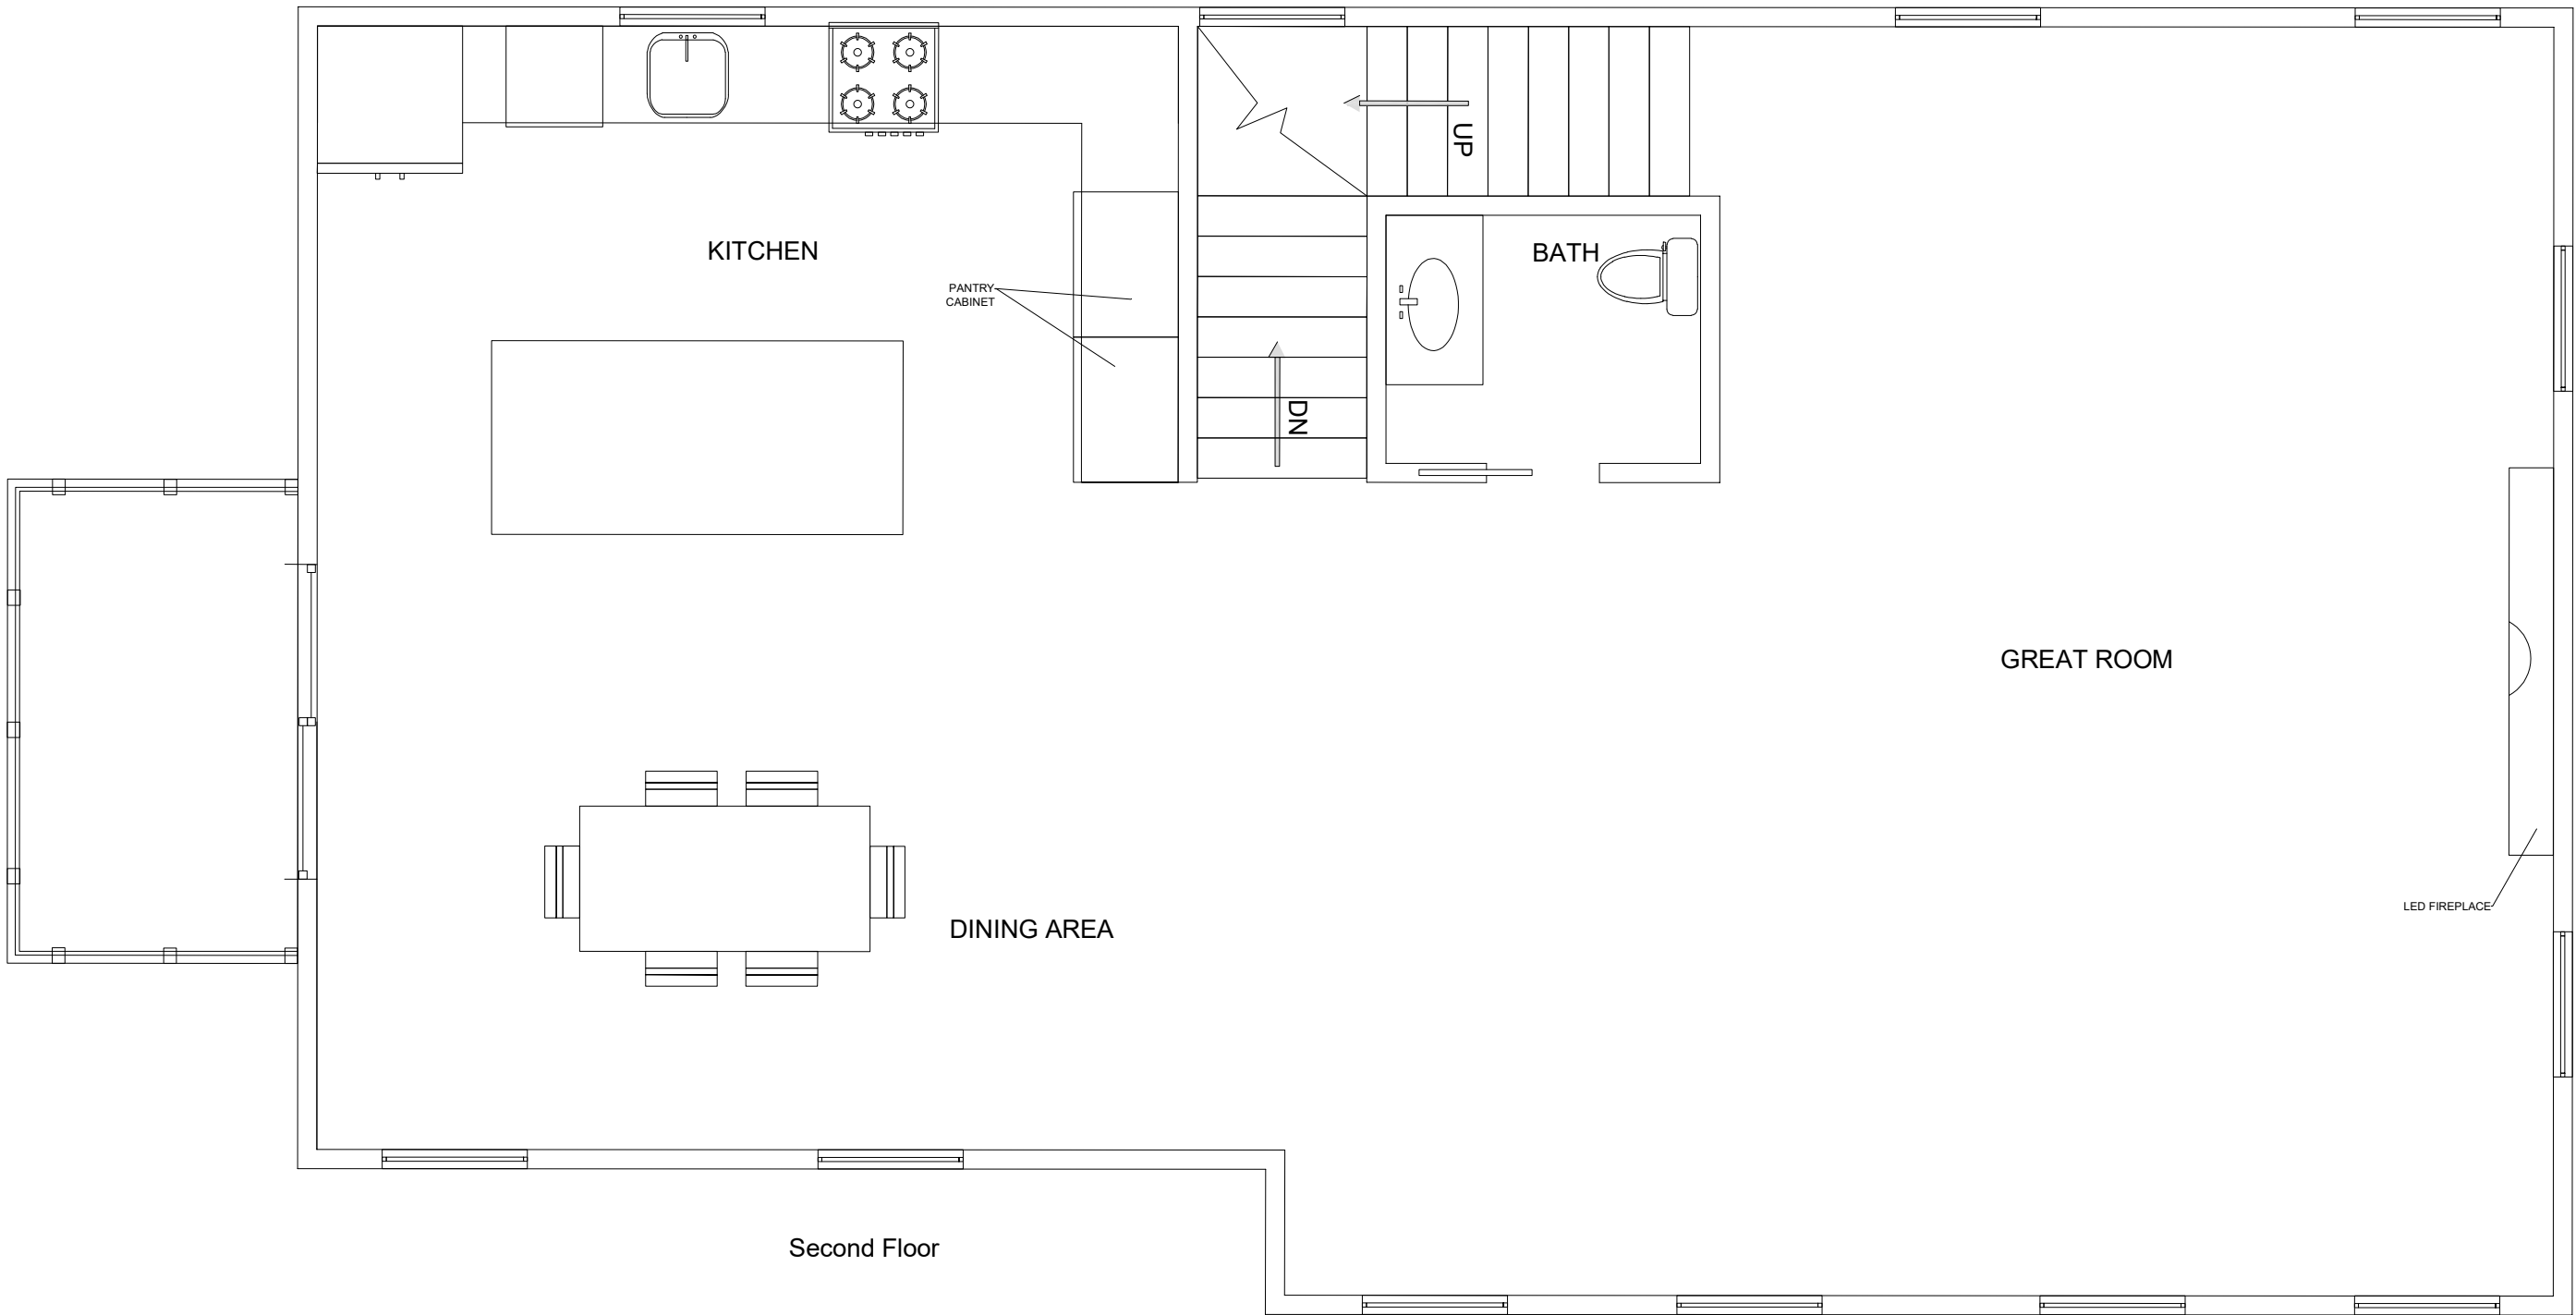 UP
KITCHEN
BATH
PANTRY
CABINET
DN
GREAT ROOM
LED FIREPLACE
DINING AREA
Second Floor